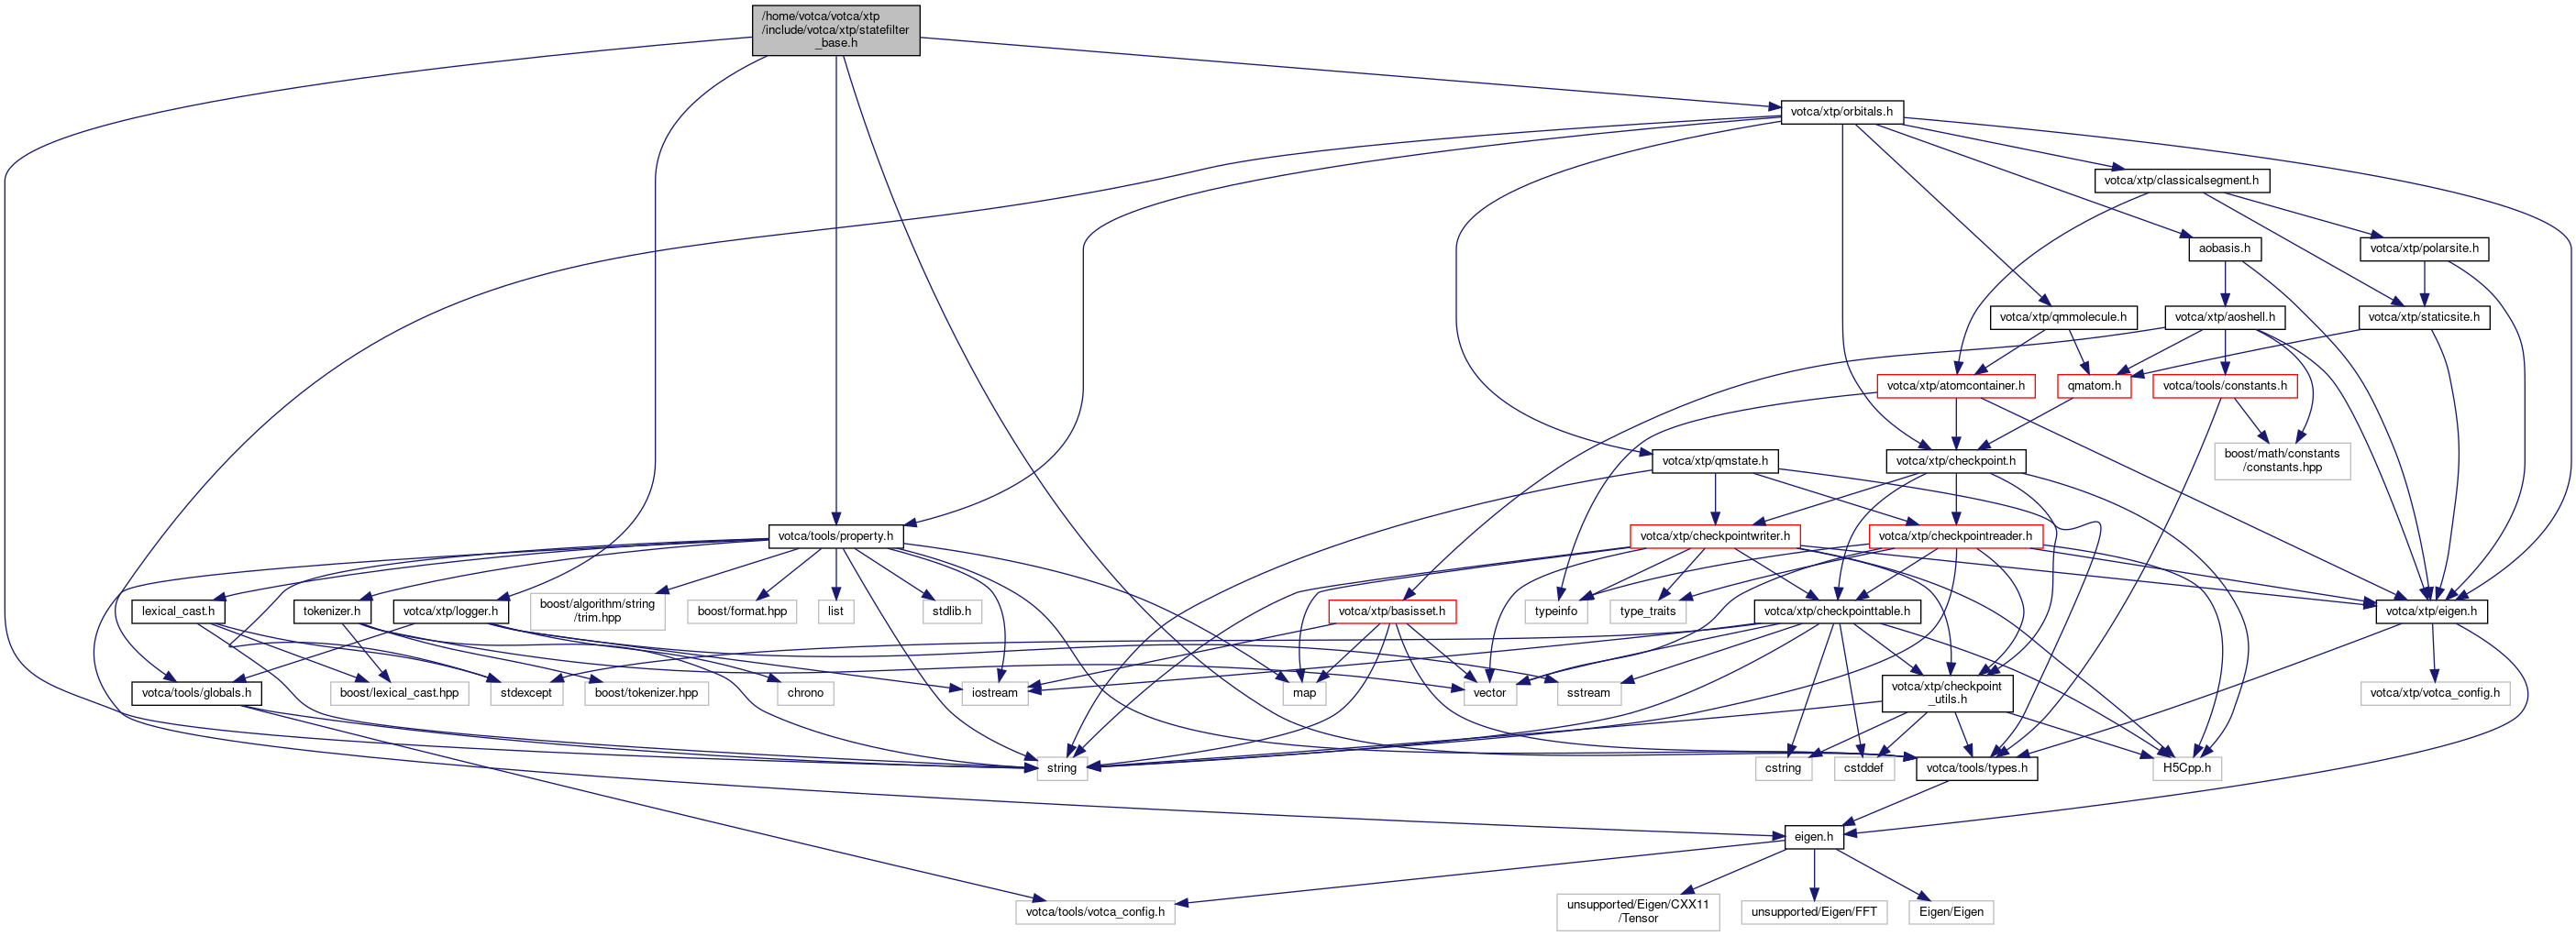 /home/votca/votca/xtp
/include/votca/xtp/statefilter
_base.h
votca/xtp/orbitals.h
votca/xtp/classicalsegment.h
aobasis.h
votca/xtp/polarsite.h
votca/xtp/qmmolecule.h
votca/xtp/aoshell.h
votca/xtp/staticsite.h
votca/xtp/atomcontainer.h
qmatom.h
votca/tools/constants.h
votca/xtp/qmstate.h
votca/xtp/checkpoint.h
boost/math/constants
/constants.hpp
votca/tools/property.h
votca/xtp/checkpointwriter.h
votca/xtp/checkpointreader.h
lexical_cast.h
tokenizer.h
votca/xtp/logger.h
boost/algorithm/string
/trim.hpp
boost/format.hpp
list
stdlib.h
votca/xtp/basisset.h
typeinfo
type_traits
votca/xtp/checkpointtable.h
votca/xtp/eigen.h
votca/tools/globals.h
boost/lexical_cast.hpp
stdexcept
boost/tokenizer.hpp
chrono
iostream
map
vector
sstream
votca/xtp/checkpoint
_utils.h
votca/xtp/votca_config.h
string
cstring
cstddef
votca/tools/types.h
H5Cpp.h
eigen.h
votca/tools/votca_config.h
unsupported/Eigen/CXX11
/Tensor
unsupported/Eigen/FFT
Eigen/Eigen